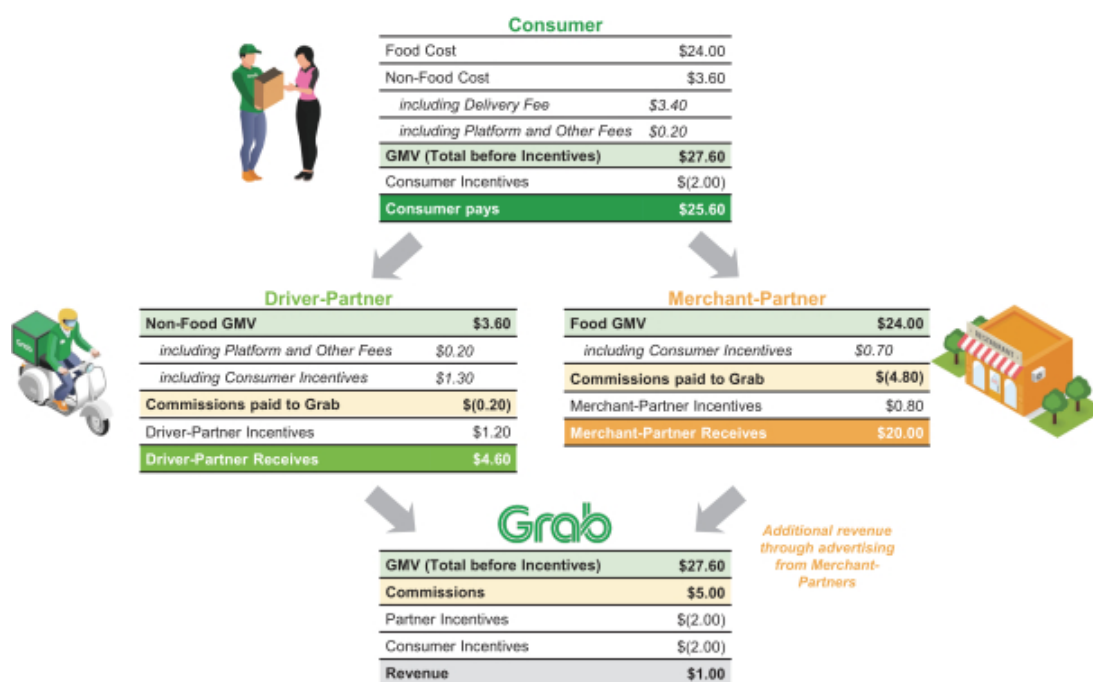 Consumer
Food Cost $24.00
Non-Food Cost $3.60
including Delivery Fee $3.40
including Platform and Other Fees $0.20
GMV (Total before Incentives) $27.60
Consumer Incentives $(2.00)
Consumer pays $25.60
Driver-Partner
Non-Food GMV $3.60
including Platform and Other Fees $0.20
including Consumer Incentives $1.30
Commissions paid to Grab $(0.20)
Driver-Partner Incentives $1.20
Driver-Partner Receives $4.60
Merchant-Partner
Food GMV $24.00
including Consumer Incentives $0.70
Commissions paid to Grab $(4.80)
Merchant-Partner Incentives $0.80
Merchant-Partner Receives $20.00
RESTAURANT
Grab
Grab
GMV (Total before Incentives) $27.60
Commissions $5.00
Partner Incentives $(2.00)
Consumer Incentives $(2.00)
Revenue $1.00
Additional revenue
through advertising
from Merchant-
Partners